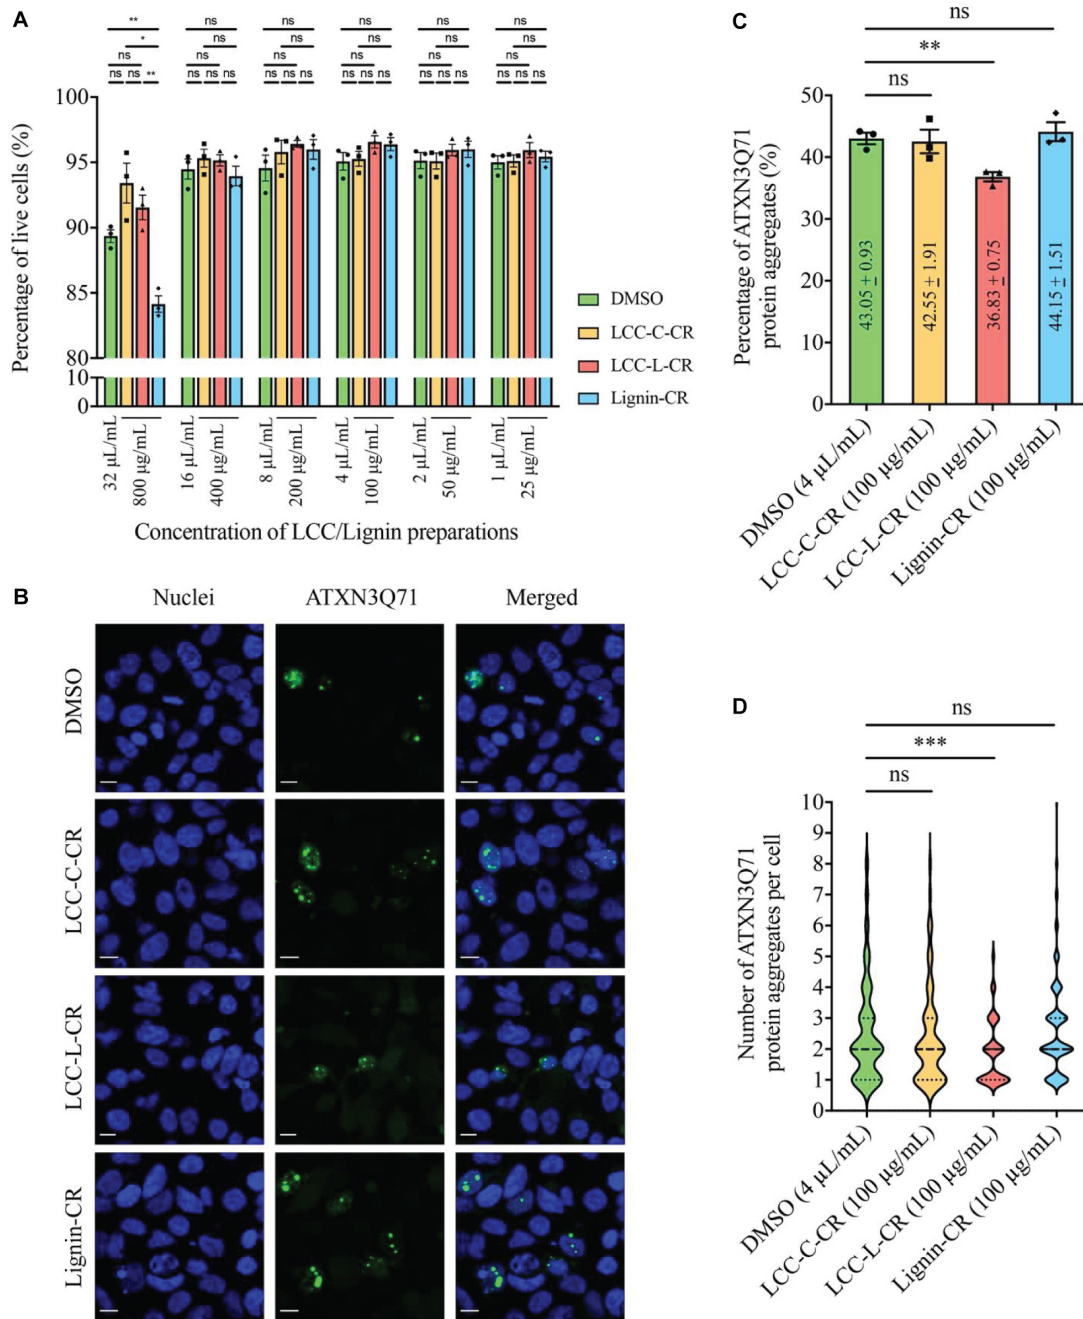 A
** ns ns ns ns ns
* ns ns ns ns ns
ns ns ns ns ns ns
ns ns ** ns ns ns ns ns ns ns ns ns ns ns ns ns ns ns
Percentage of live cells (%)
100
95
90
85
80
10
0
32 µL/mL
800 µg/mL
16 µL/mL
400 µg/mL
8 µL/mL
200 µg/mL
4 µL/mL
100 µg/mL
2 µL/mL
50 µg/mL
1 µL/mL
25 µg/mL
Concentration of LCC/Lignin preparations
DMSO
LCC-C-CR
LCC-L-CR
Lignin-CR
C
ns
**
ns
Percentage of ATXN3Q71
protein aggregates (%)
50
40
30
20
10
0
43.05 ± 0.93
42.55 ± 1.91
36.83 ± 0.75
44.15 ± 1.51
DMSO (4 µL/mL)
LCC-C-CR (100 µg/mL)
LCC-L-CR (100 µg/mL)
Lignin-CR (100 µg/mL)
B
Nuclei ATXN3Q71 Merged
DMSO
LCC-C-CR
LCC-L-CR
Lignin-CR
D
ns
***
ns
Number of ATXN3Q71
protein aggregates per cell
10
9
8
7
6
5
4
3
2
1
0
DMSO (4 µL/mL)
LCC-C-CR (100 µg/mL)
LCC-L-CR (100 µg/mL)
Lignin-CR (100 µg/mL)